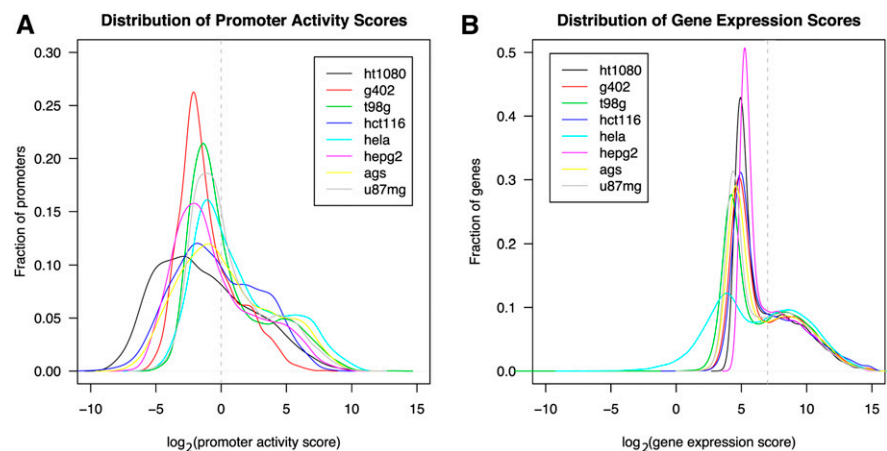 A
Distribution of Promoter Activity Scores
0.30
0.25
0.20
0.15
0.10
0.05
0.00
Fraction of promoters
ht1080
g402
t98g
hct116
hela
hepg2
ags
u87mg
−10 −5 0 5 10 15
log2(promoter activity score)
B
Distribution of Gene Expression Scores
0.5
0.4
0.3
0.2
0.1
0.0
Fraction of genes
ht1080
g402
t98g
hct116
hela
hepg2
ags
u87mg
−10 −5 0 5 10 15
log2(gene expression score)